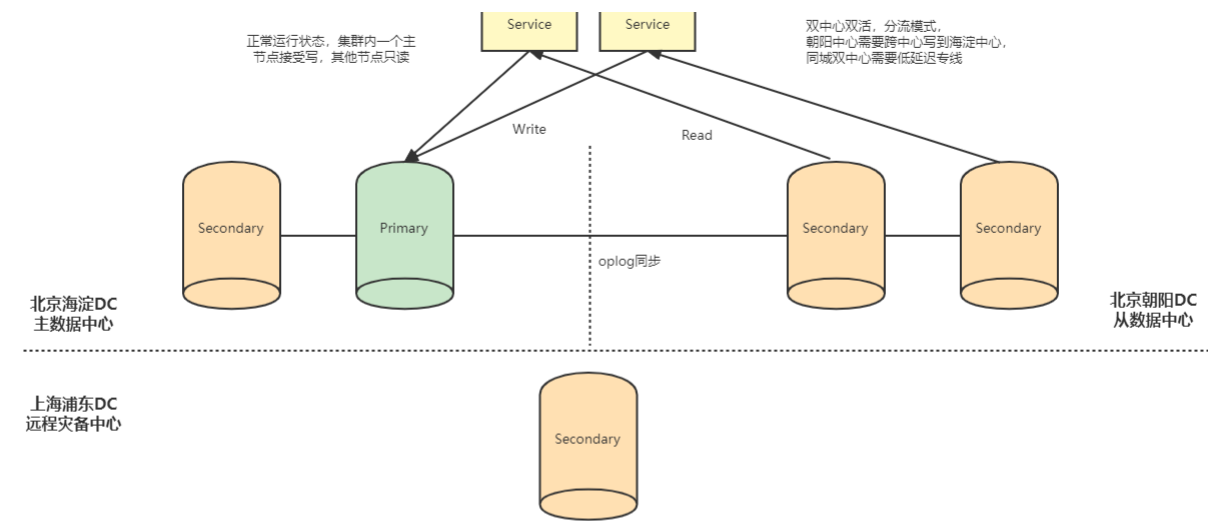 Service
Service
正常运行状态，集群内一个主
节点接受写，其他节点只读
双中心双活，分流模式，
朝阳中心需要跨中心写到海淀中心，
同城双中心需要低延迟专线
Write
Read
Secondary
Primary
Secondary
Secondary
oplog同步
北京海淀DC
主数据中心
北京朝阳DC
从数据中心
上海浦东DC
远程灾备中心
Secondary